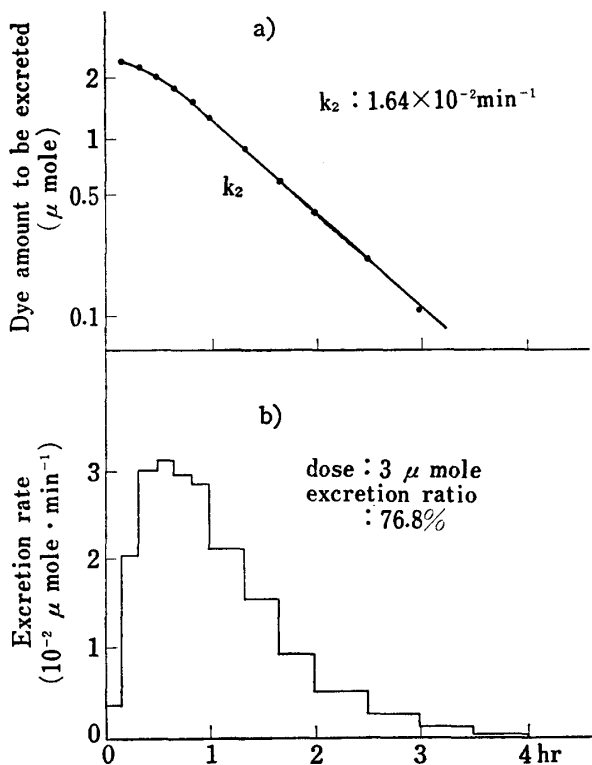 a)
Dye amount to be excreted
(μ mole)
2
1
0.5
0.1
k₂ : 1.64×10⁻²min⁻¹
k₂
b)
Excretion rate
(10⁻² μ mole · min⁻¹)
3
2
1
0
dose : 3 μ mole
excretion ratio
: 76.8%
0 1 2 3 4 hr